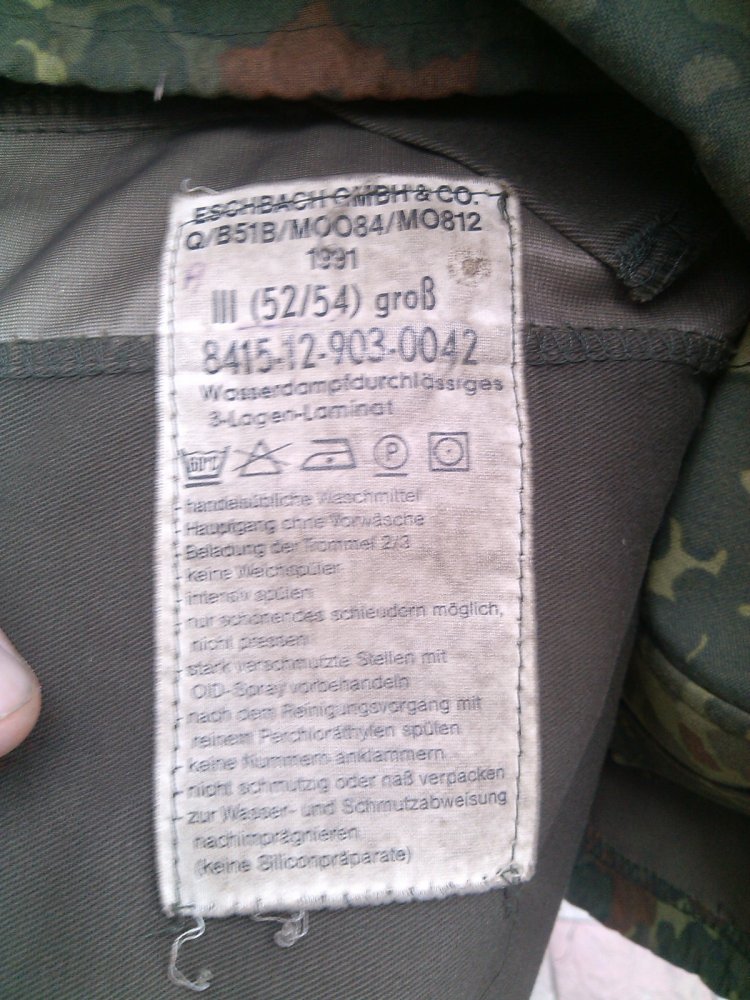 ESCHBACH GMBH & CO.
Q/B51B/MOO84/MO812
1991
III (52/54) groß
8415-12-903-0042
Wasserdampfdurchlässiges
3-Lagen-Laminat
P
-handelsübliche Waschmittel
-Hauptgang ohne Vorwäsche
-Beladung der Trommel 2/3
-keine Weichspüler
-intensiv spülen
-nur schonendes schleudern möglich,
nicht pressen
-stark verschmutzte Stellen mit
OID-Spray vorbehandeln
-nach dem Reinigungsvorgang mit
reinem Perchloräthylen spülen
-keine Nummern anklammern
-nicht schmutzig oder naß verpacken
-zur Wasser- und Schmutzabweisung
nachimprägnieren
(keine Siliconpräparate)